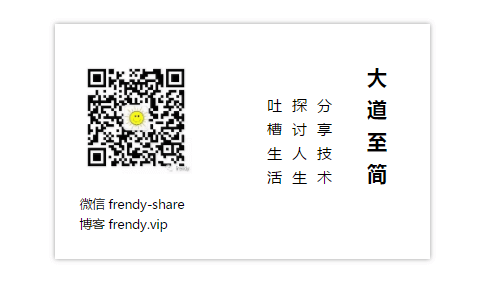 大道至简
分享技术
探讨人生
吐槽生活
微信 frendy-share
博客 frendy.vip